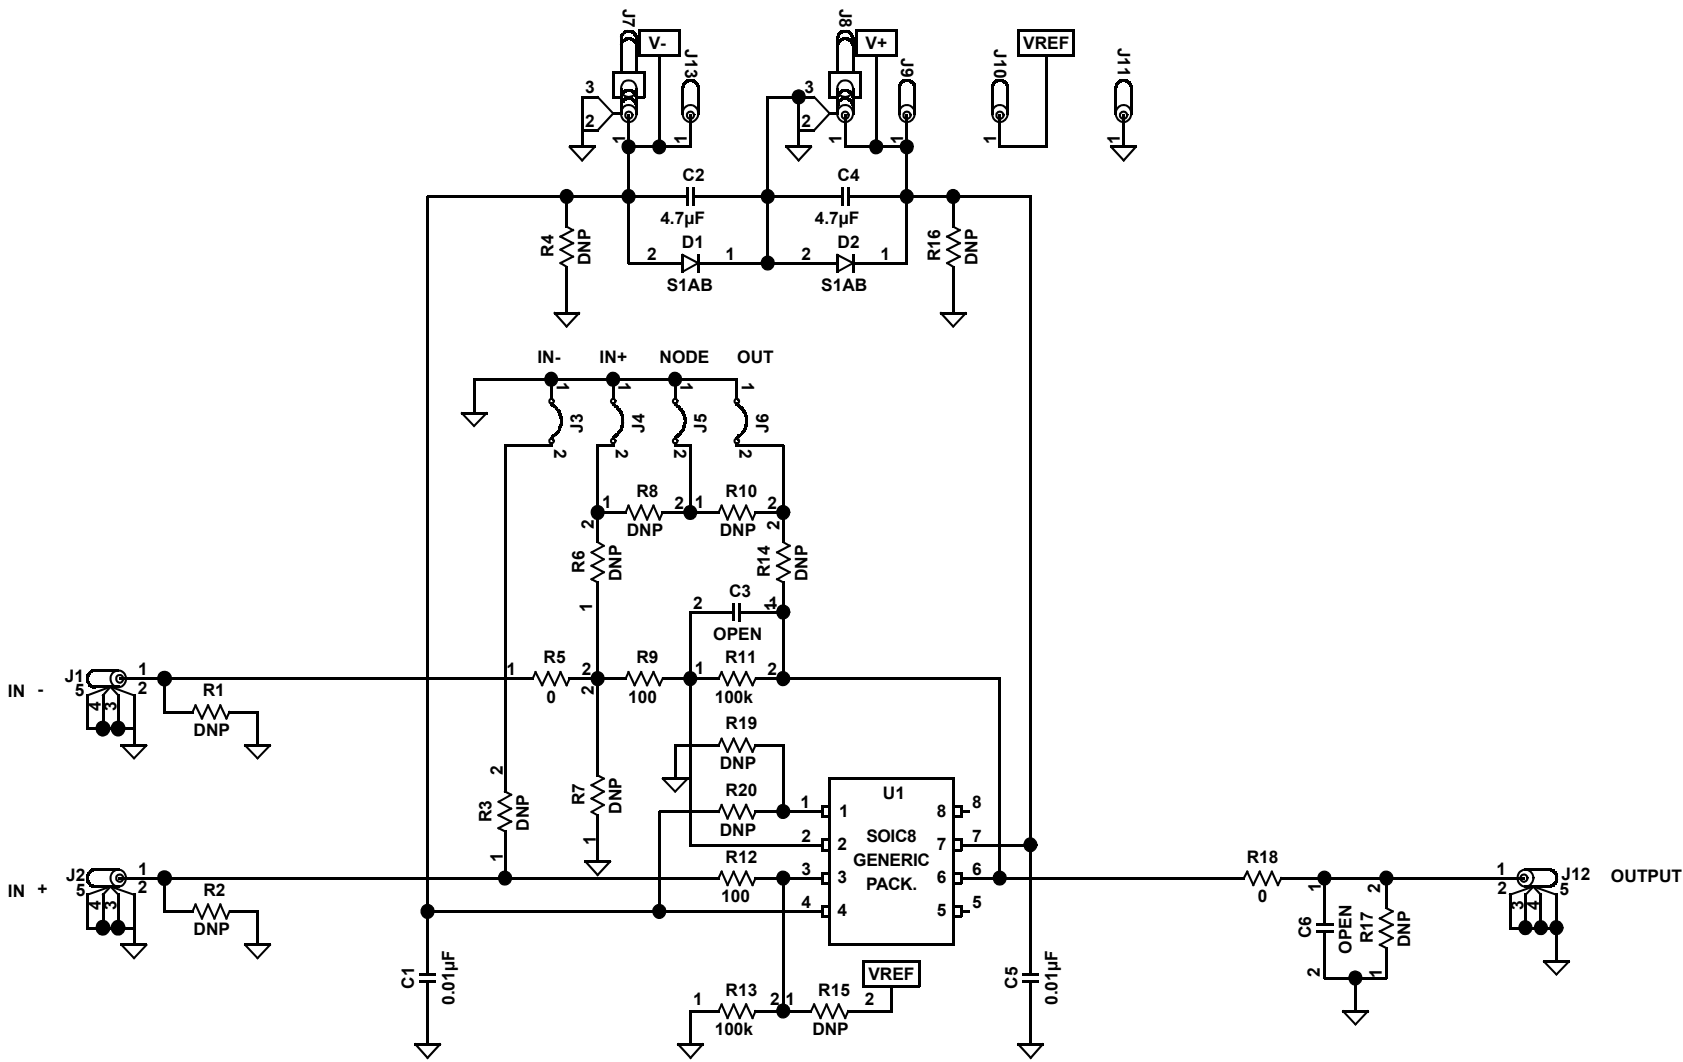 J7
V-
J13
J8
V+
J9
J10
VREF
J11
3
2
1
1
3
2
1
1
1
1
C2
4.7µF
C4
4.7µF
R4
DNP
2
D1
1
S1AB
2
D2
1
S1AB
R16
DNP
IN-
IN+
NODE
OUT
1
1
1
1
J3
J4
J5
J6
2
2
2
2
1
R8
2
DNP
1
R10
2
DNP
2
R6
DNP
1
2
R14
DNP
1
2
C3
1
OPEN
IN -
J1
1
5
4
3
2
R1
DNP
1
R5
2
0
2
R9
100
1
R11
2
100k
R19
DNP
R20
DNP
2
R3
DNP
1
R7
DNP
1
U1
SOIC8
GENERIC
PACK.
1
1
2
2
3
3
4
4
8
8
7
7
6
6
5
5
IN +
J2
1
5
4
3
2
R2
DNP
R12
100
C1
0.01µF
1
R13
2
100k
1
R15
2
DNP
VREF
C5
0.01µF
R18
0
1
C6
OPEN
2
2
R17
DNP
1
1
J12
2
3
4
5
OUTPUT